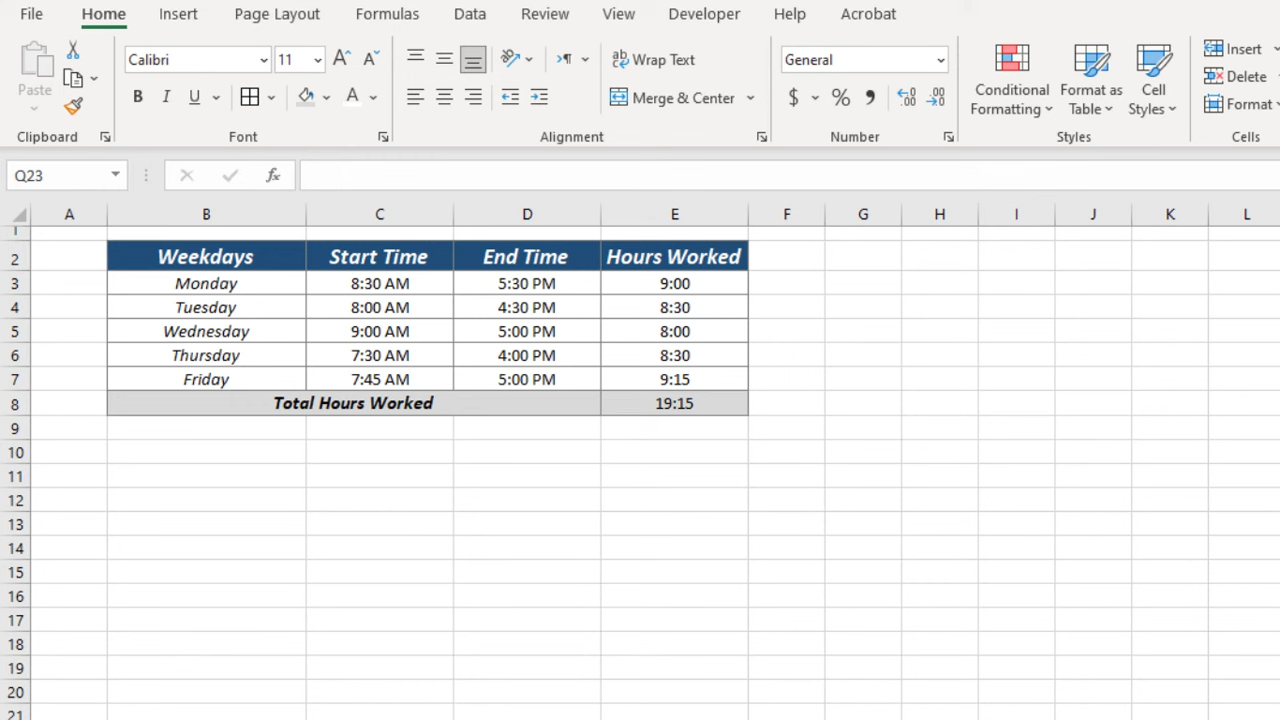 File Home Insert Page Layout Formulas Data Review View Developer Help Acrobat
Paste
Clipboard
Calibri 11 A A
B I U A
Font
ab Wrap Text
Merge & Center
Alignment
General
$ % ,
Number
Conditional Formatting
Format as Table
Cell Styles
Styles
Insert
Delete
Format
Cells
Q23 fx
A B C D E F G H I J K L
1
2 Weekdays Start Time End Time Hours Worked
3 Monday 8:30 AM 5:30 PM 9:00
4 Tuesday 8:00 AM 4:30 PM 8:30
5 Wednesday 9:00 AM 5:00 PM 8:00
6 Thursday 7:30 AM 4:00 PM 8:30
7 Friday 7:45 AM 5:00 PM 9:15
8 Total Hours Worked 19:15
9
10
11
12
13
14
15
16
17
18
19
20
21